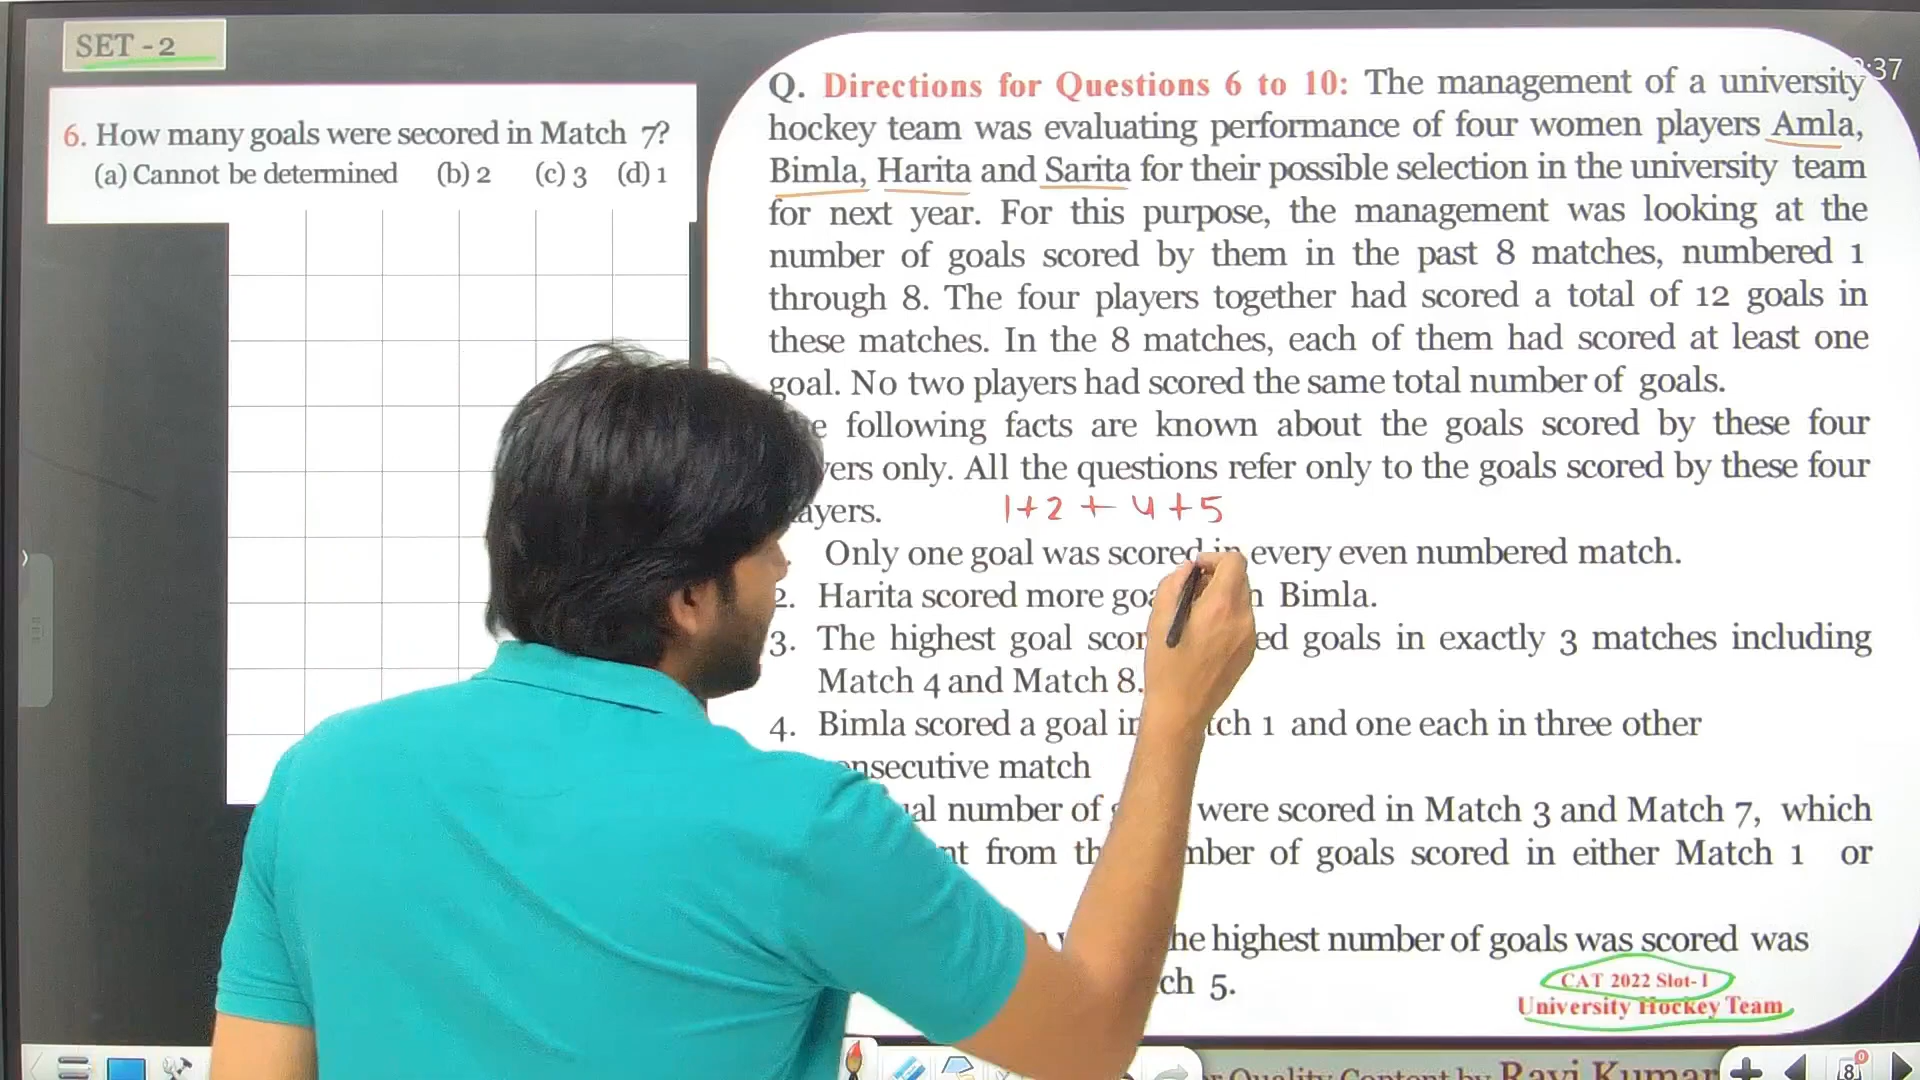 SET - 2
:37
6. How many goals were secored in Match 7?
(a) Cannot be determined (b) 2 (c) 3 (d) 1
Q. Directions for Questions 6 to 10: The management of a university
hockey team was evaluating performance of four women players Amla,
Bimla, Harita and Sarita for their possible selection in the university team
for next year. For this purpose, the management was looking at the
number of goals scored by them in the past 8 matches, numbered 1
through 8. The four players together had scored a total of 12 goals in
these matches. In the 8 matches, each of them had scored at least one
goal. No two players had scored the same total number of goals.
following facts are known about the goals scored by these four
only. All the questions refer only to the goals scored by these four
1+2 + 4+5
Only one goal was scored in every even numbered match.
2. Harita scored more Bimla.
3. The highest goal goals in exactly 3 matches including
Match 4 and Match 8.
4. Bimla scored a goal in 1 and one each in three other
match
number of were scored in Match 3 and Match 7, which
from of goals scored in either Match 1 or
highest number of goals was scored was
5.
CAT 2022 Slot-I
University Hockey Team
Quality Content by Ravi Kumar
8